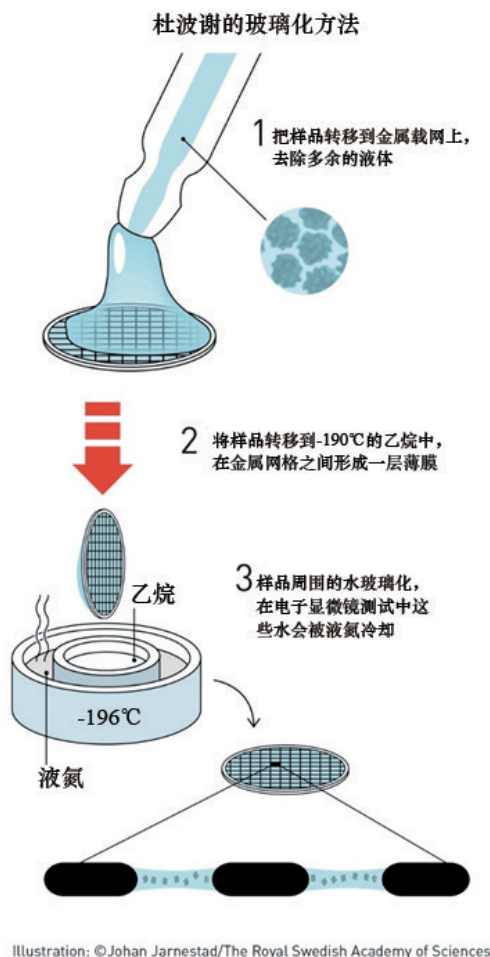 杜波谢的玻璃化方法
1 把样品转移到金属载网上，
去除多余的液体
2 将样品转移到-190℃的乙烷中，
在金属网格之间形成一层薄膜
3 样品周围的水玻璃化，
在电子显微镜测试中这
些水会被液氮冷却
乙烷
-196℃
液氮
Illustration: ©Johan Jarnestad/The Royal Swedish Academy of Sciences